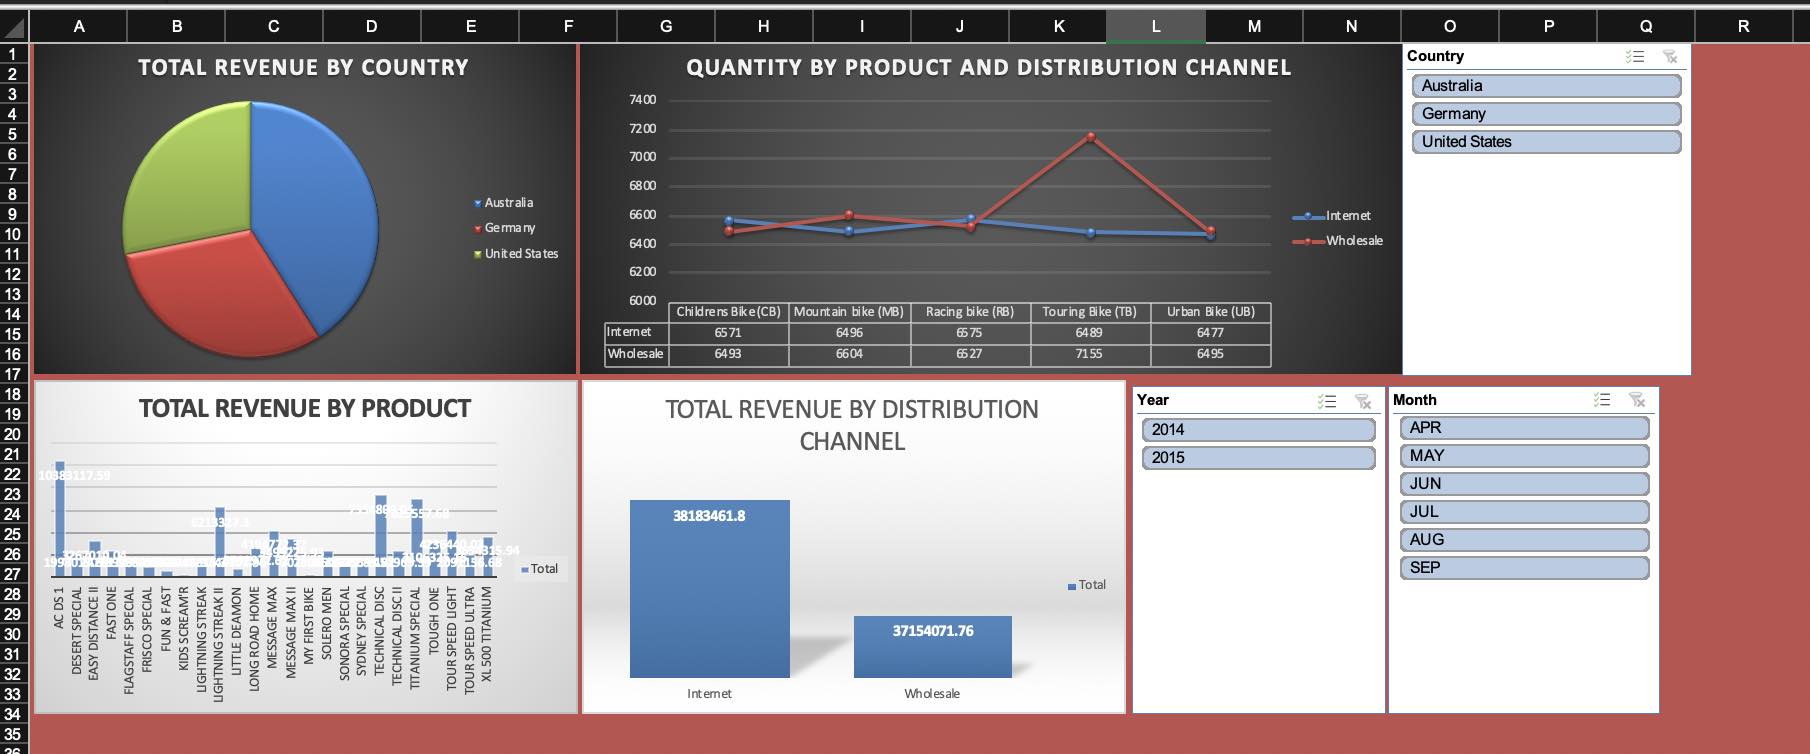 A B C D E F G H I J K L M N O P Q R
1
2
3
4
5
6
7
8
9
10
11
12
13
14
15
16
17
18
19
20
21
22
23
24
25
26
27
28
29
30
31
32
33
34
35
TOTAL REVENUE BY COUNTRY
Australia
Germany
United States
QUANTITY BY PRODUCT AND DISTRIBUTION CHANNEL
7400
7200
7000
6800
6600
6400
6200
6000
Internet
Wholesale
Childrens Bike (CB) Mountain bike (MB) Racing bike (RB) Touring Bike (TB) Urban Bike (UB)
Internet 6571 6496 6575 6489 6477
Wholesale 6493 6604 6527 7155 6495
Country
Australia
Germany
United States
TOTAL REVENUE BY PRODUCT
10383117.59
Total
AC DS 1
DESERT SPECIAL
EASY DISTANCE II
FAST ONE
FLAGSTAFF SPECIAL
FRISCO SPECIAL
FUN & FAST
KIDS SCREAM'R
LIGHTNING STREAK
LIGHTNING STREAK II
LITTLE DEAMON
LONG ROAD HOME
MESSAGE MAX
MESSAGE MAX II
MY FIRST BIKE
SOLERO MEN
SONORA SPECIAL
SYDNEY SPECIAL
TECHNICAL DISC
TECHNICAL DISC II
TITANIUM SPECIAL
TOUGH ONE
TOUR SPEED LIGHT
TOUR SPEED ULTRA
XL 500 TITANIUM
TOTAL REVENUE BY DISTRIBUTION
CHANNEL
38183461.8
37154071.76
Total
Internet Wholesale
Year
2014
2015
Month
APR
MAY
JUN
JUL
AUG
SEP